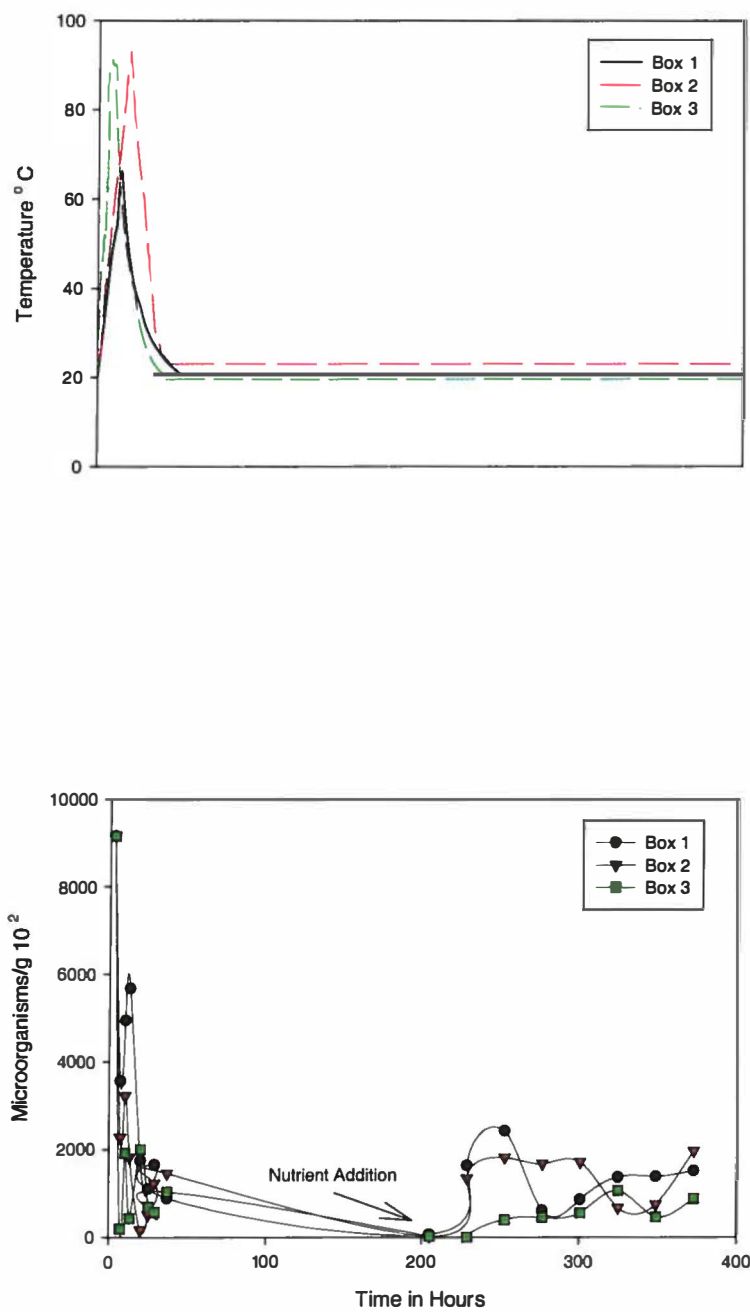 100
80
60
40
20
0
Temperature ° C
Box 1
Box 2
Box 3
10000
8000
6000
4000
2000
0
Microorganisms/g 10⁻²
Box 1
Box 2
Box 3
Nutrient Addition
0 100 200 300 400
Time in Hours